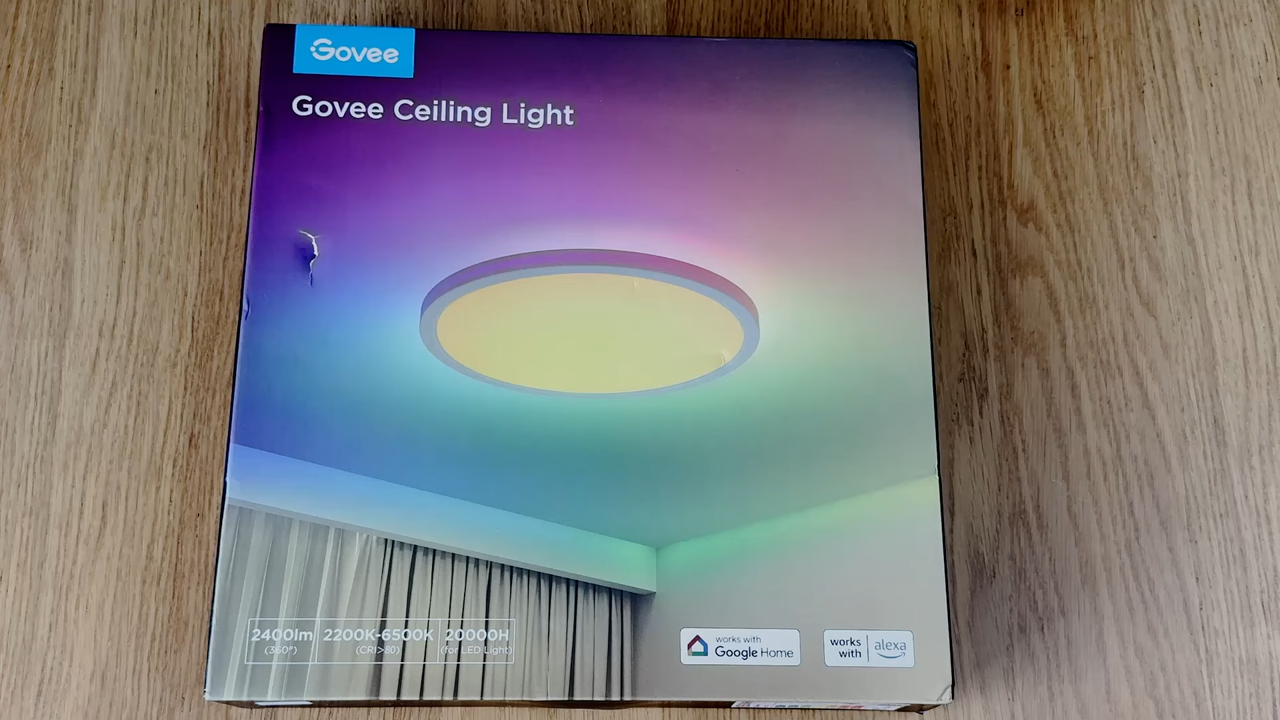 Govee
Govee Ceiling Light
2400lm 2200K-6500K 20000H
(360°) (CRI>80) (for LED Light)
works with
Google Home
works
with
alexa